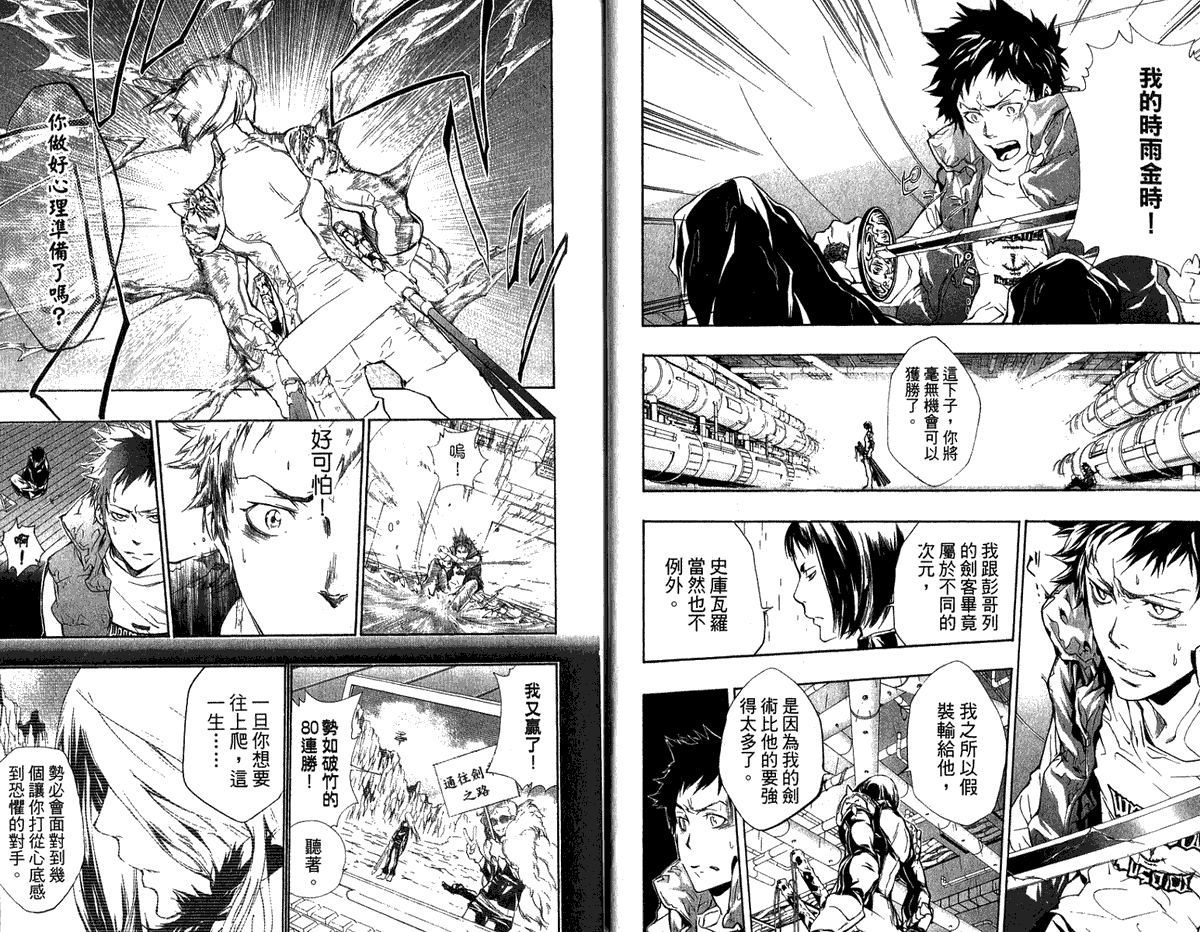 我的時雨金時！
這下子，你將
毫無機會可以
獲勝了。
我跟彭哥列
的劍客畢竟
屬於不同的
次元，
史庫瓦羅
當然也不
例外。
我之所以假
裝輸給他，
是因為我的劍
術比他的要強
得太多了。
你做好心理準備了嗎？
嗚！
好可怕！
啊！
我又贏了！
勢如破竹的
80連勝！
通往劍
之路
聽著。
一旦你想要
往上爬，這
一生……
勢必會面對到幾
個讓你打從心底感
到恐懼的對手。